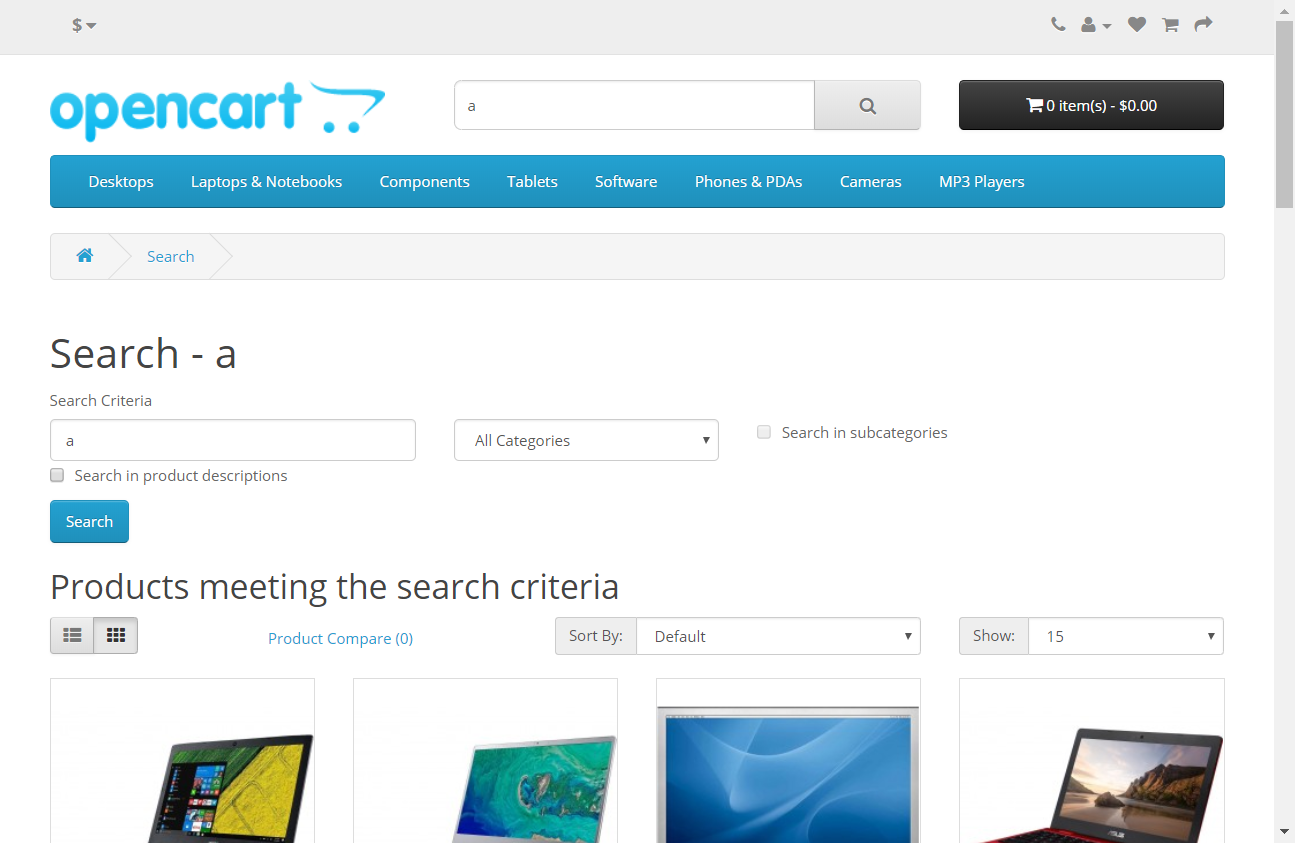 $
opencart
a
0 item(s) - $0.00
Desktops
Laptops & Notebooks
Components
Tablets
Software
Phones & PDAs
Cameras
MP3 Players
Search
Search - a
Search Criteria
a
All Categories
Search in subcategories
Search in product descriptions
Search
Products meeting the search criteria
Product Compare (0)
Sort By:
Default
Show:
15
ASUS